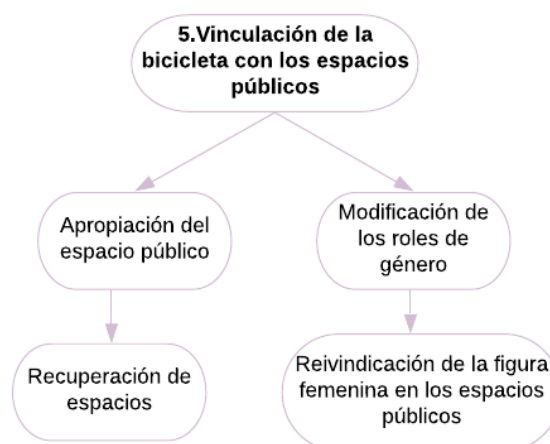 5.Vinculación de la
bicicleta con los espacios
públicos
Apropiación del
espacio público
Modificación de
los roles de
género
Recuperación de
espacios
Reivindicación de la figura
femenina en los espacios
públicos